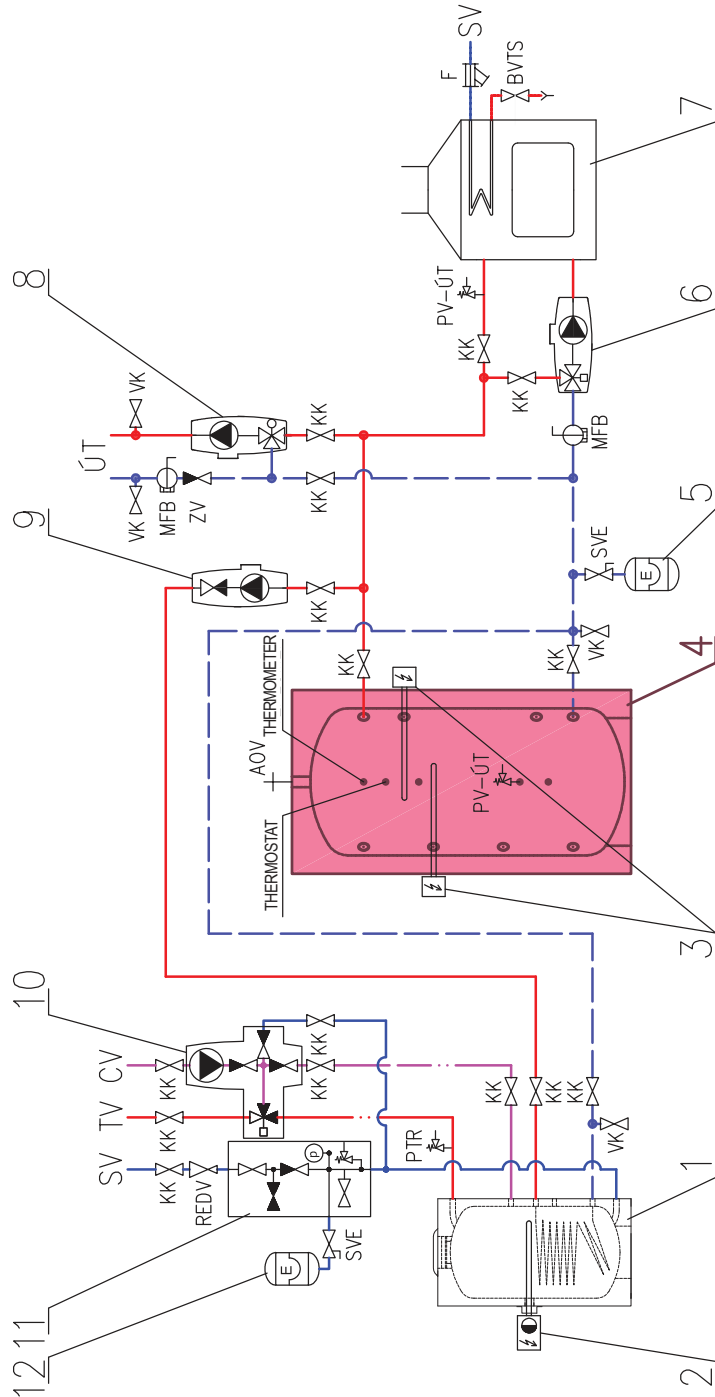 12 11 10 9 8
SV TV CV
ÚT
VK
VK
KK
KK
KK
MFB
REDV
ZV
AOV
THERMOSTAT
THERMOMETER
E
p
KK
KK
KK
KK
KK
SVE
KK
PTR
PV-ÚT
F
SV
KK
PV-ÚT
KK
KK
KK
KK
BVTS
KK
VK
VK
SVE
MFB
E
2 1 3 4 5 6 7